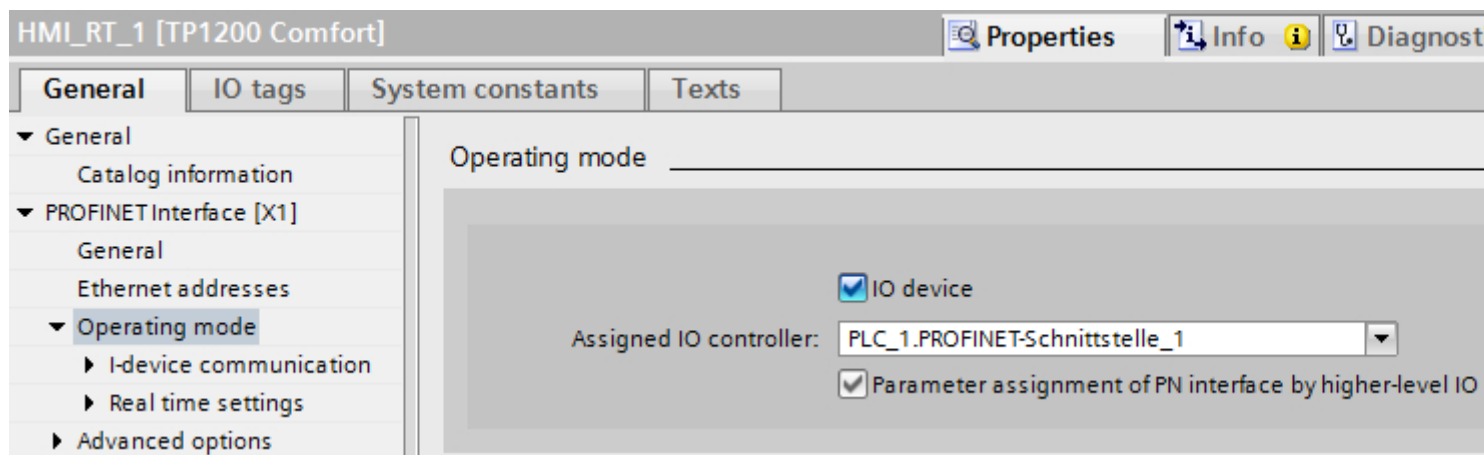 HMI_RT_1 [TP1200 Comfort]
Properties
Info
Diagnost
General
IO tags
System constants
Texts
General
Catalog information
PROFINET Interface [X1]
General
Ethernet addresses
Operating mode
I-device communication
Real time settings
Advanced options
Operating mode
IO device
Assigned IO controller: PLC_1.PROFINET-Schnittstelle_1
Parameter assignment of PN interface by higher-level IO